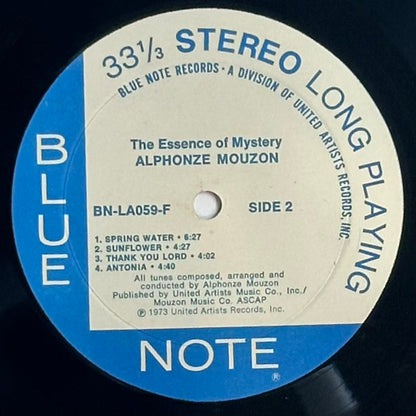 33 1/3 STEREO LONG PLAYING
BLUE NOTE RECORDS • A DIVISION OF UNITED ARTISTS RECORDS, INC.
The Essence of Mystery
ALPHONZE MOUZON
BN-LA059-F SIDE 2
1. SPRING WATER • 6:27
2. SUNFLOWER • 4:27
3. THANK YOU LORD • 4:02
4. ANTONIA • 4:40
All tunes composed, arranged and
conducted by Alphonze Mouzon
Published by United Artists Music Co., Inc./
Mouzon Music Co. ASCAP
℗ 1973 United Artists Records, Inc.
BLUE
NOTE ®